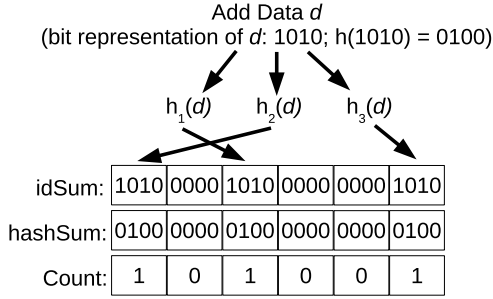 Add Data d
(bit representation of d: 1010; h(1010) = 0100)
h1(d) h2(d) h3(d)
idSum: 1010 0000 1010 0000 0000 1010
hashSum: 0100 0000 0100 0000 0000 0100
Count: 1 0 1 0 0 1